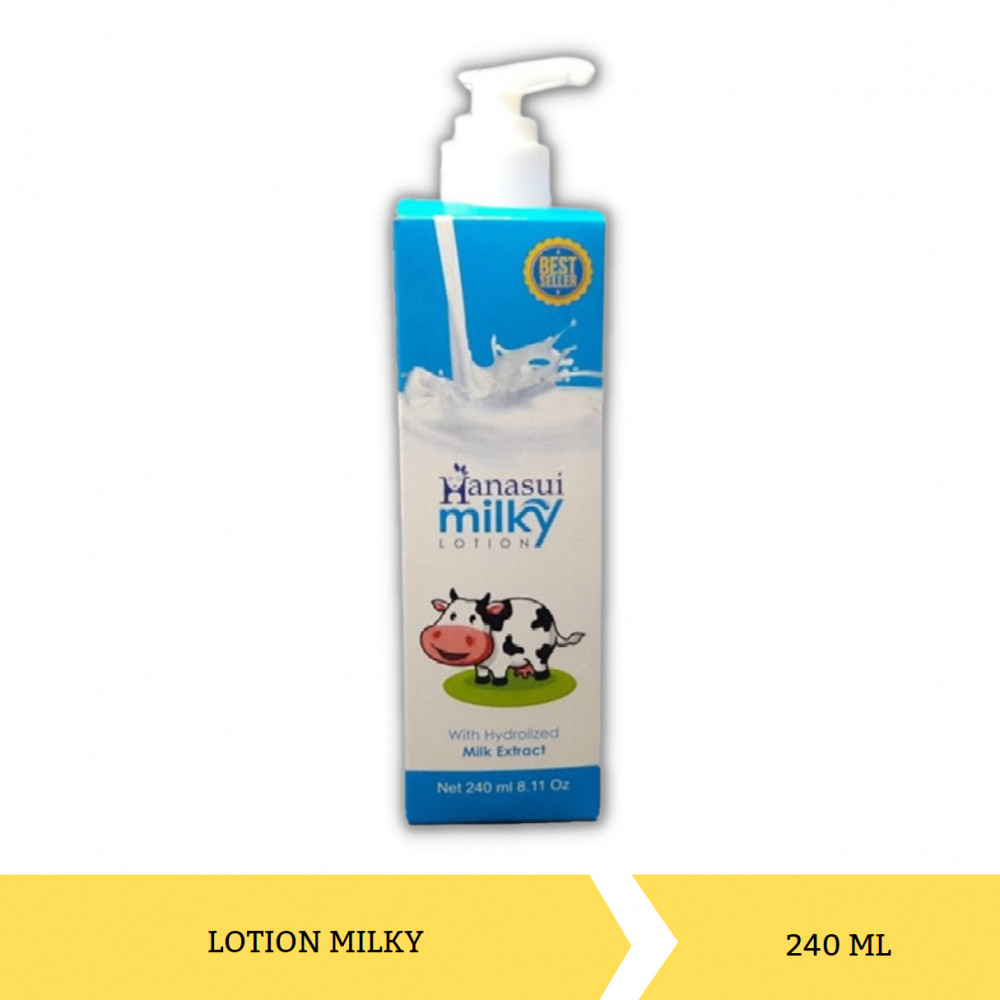 BEST
SELLER
Hanasui
milky
LOTION
With Hydrolized
Milk Extract
Net 240 ml 8.11 Oz
LOTION MILKY
240 ML